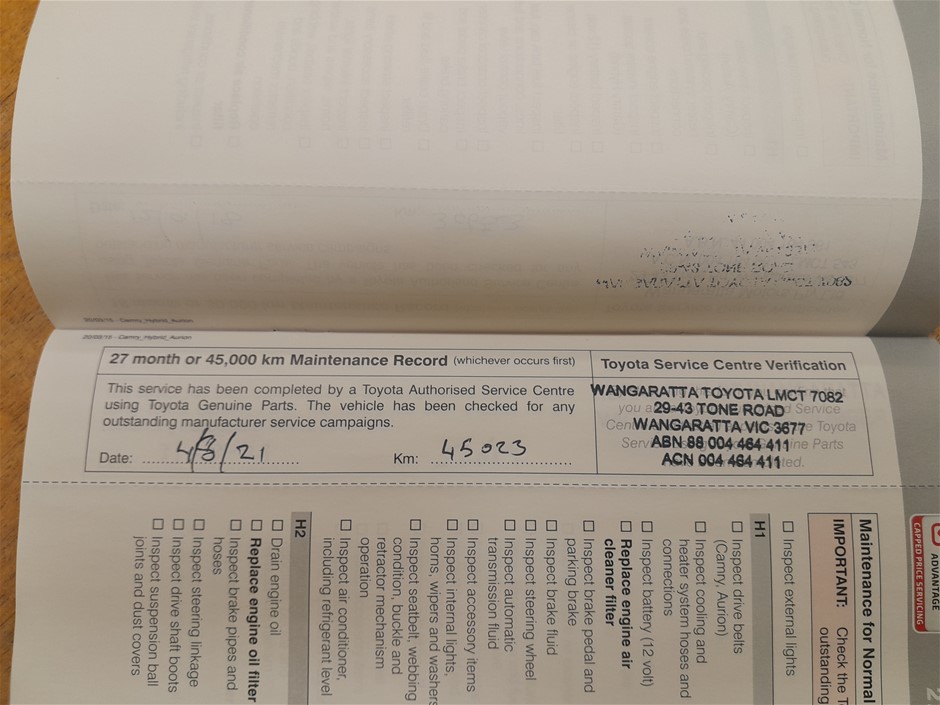 20/03/15 - Camry_Hybrid_Aurion
27 month or 45,000 km Maintenance Record (whichever occurs first)
This service has been completed by a Toyota Authorised Service Centre
using Toyota Genuine Parts. The vehicle has been checked for any
outstanding manufacturer service campaigns.
Date: 4/8/21
Km: 45023
Toyota Service Centre Verification
WANGARATTA TOYOTA LMCT 7082
29-43 TONE ROAD
WANGARATTA VIC 3677
ABN 86 004 464 411
ACN 004 464 411
ADVANTAGE
CAPPED PRICE SERVICING
Maintenance for Normal
IMPORTANT: Check the T
outstanding
☐ Inspect external lights
H1
☐ Inspect drive belts
(Camry, Aurion)
☐ Inspect cooling and
heater system hoses and
connections
☐ Inspect battery (12 volt)
☐ Replace engine air
cleaner filter
☐ Inspect brake pedal and
parking brake
☐ Inspect brake fluid
☐ Inspect steering wheel
☐ Inspect automatic
transmission fluid
☐ Inspect accessory items
☐ Inspect internal lights,
horns, wipers and washers
☐ Inspect seatbelt, webbing
condition, buckle and
retractor mechanism
operation
☐ Inspect air conditioner,
including refrigerant level
H2
☐ Drain engine oil
☐ Replace engine oil filter
☐ Inspect brake pipes and
hoses
☐ Inspect steering linkage
☐ Inspect drive shaft boots
☐ Inspect suspension ball
joints and dust covers